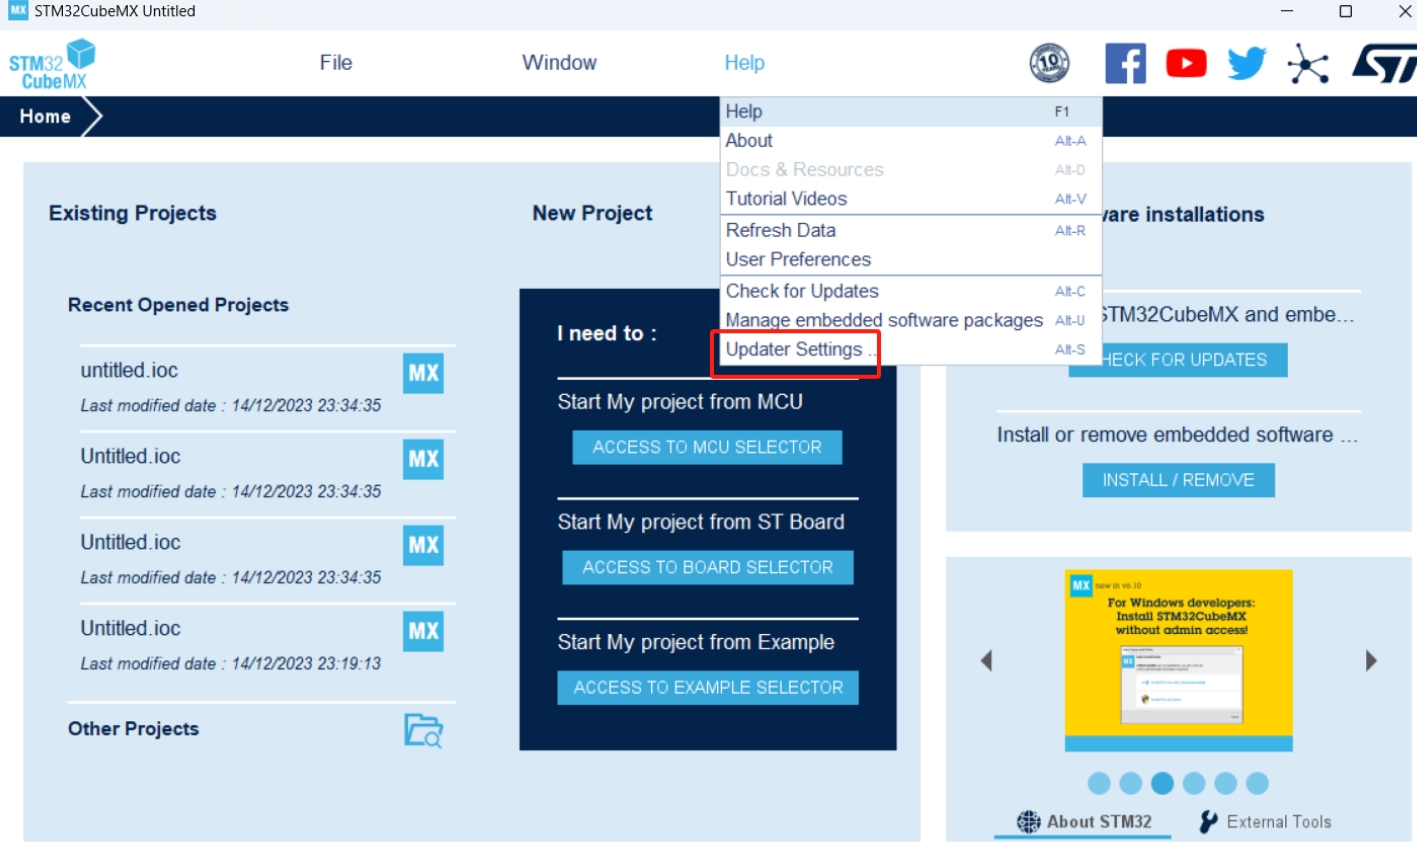 MX STM32CubeMX Untitled
STM32
CubeMX
File Window Help
10
ST
Home
Help F1
About Alt-A
Docs & Resources Alt-D
Tutorial Videos Alt-V
Refresh Data Alt-R
User Preferences
Check for Updates Alt-C
Manage embedded software packages Alt-U
Updater Settings .. Alt-S
Existing Projects
Recent Opened Projects
untitled.ioc
MX
Last modified date : 14/12/2023 23:34:35
Untitled.ioc
MX
Last modified date : 14/12/2023 23:34:35
Untitled.ioc
MX
Last modified date : 14/12/2023 23:34:35
Untitled.ioc
MX
Last modified date : 14/12/2023 23:19:13
Other Projects
New Project
I need to :
Start My project from MCU
ACCESS TO MCU SELECTOR
Start My project from ST Board
ACCESS TO BOARD SELECTOR
Start My project from Example
ACCESS TO EXAMPLE SELECTOR
ware installations
STM32CubeMX and embe...
HECK FOR UPDATES
Install or remove embedded software ...
INSTALL / REMOVE
MX new in v6.10
For Windows developers:
Install STM32CubeMX
without admin access!
About STM32
External Tools